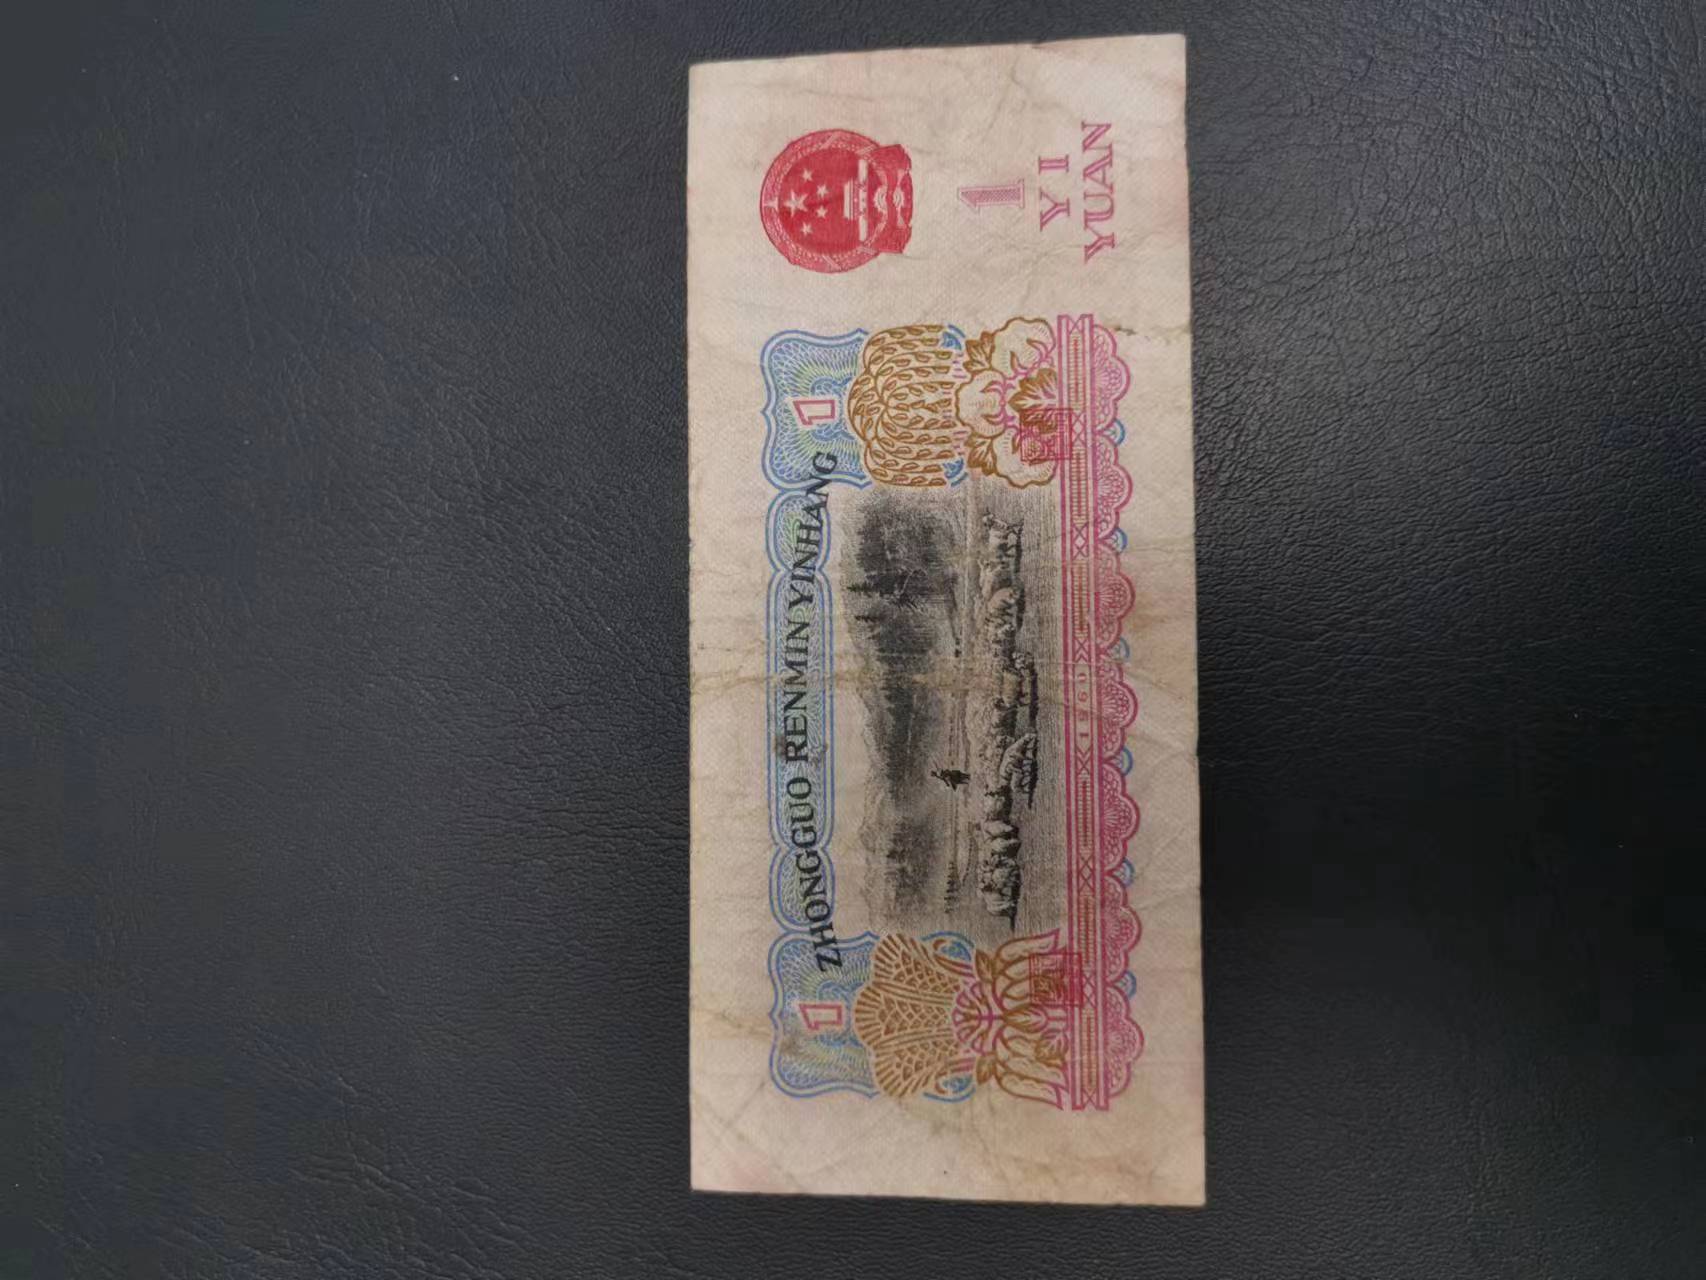 ZHONGGUO RENMIN YINHANG
1
1
1
YI
YUAN
1960